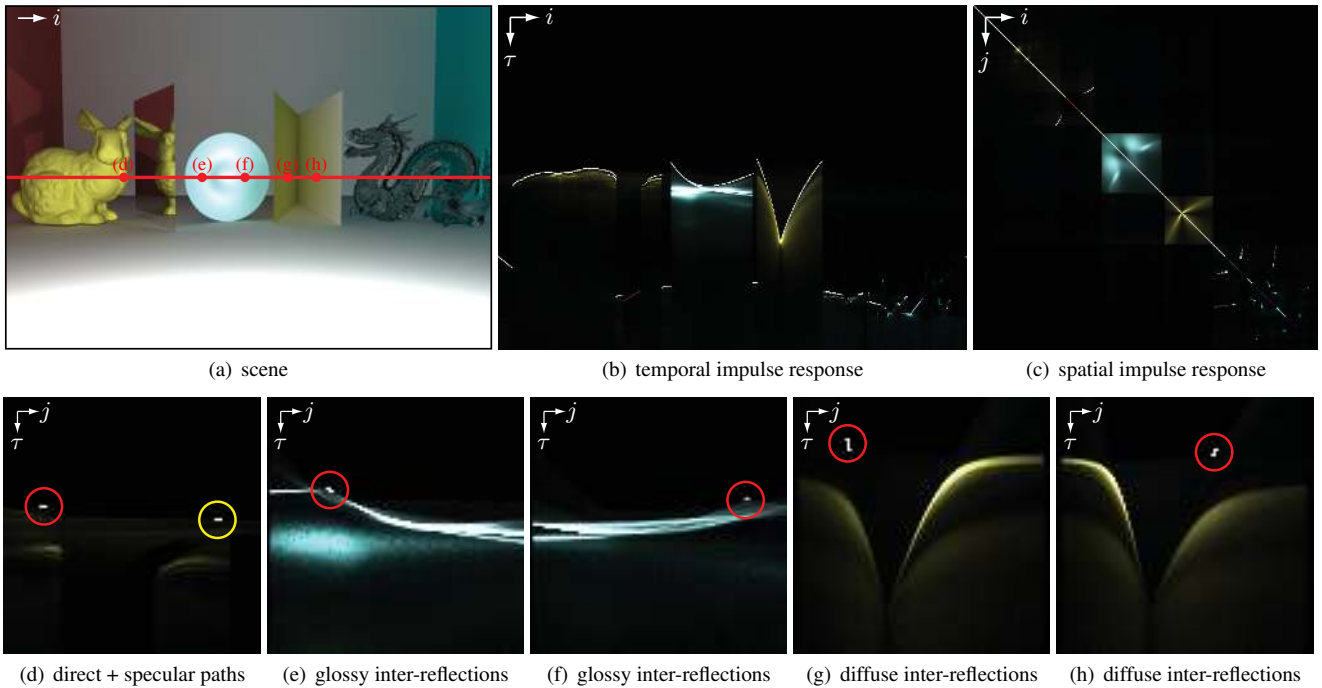 i
(d) (e) (f) (g) (h)
(a) scene
i
τ
(b) temporal impulse response
i
j
(c) spatial impulse response
j
τ
(d) direct + specular paths
j
τ
(e) glossy inter-reflections
j
τ
(f) glossy inter-reflections
j
τ
(g) diffuse inter-reflections
j
τ
(h) diffuse inter-reflections